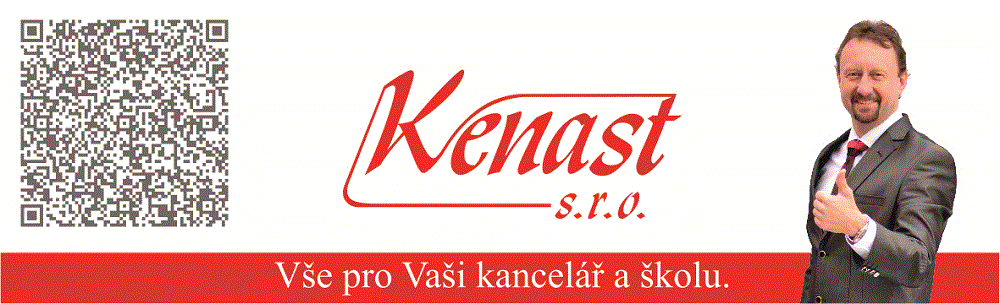 Kenast
s.r.o.
Vše pro Vaši kancelář a školu.